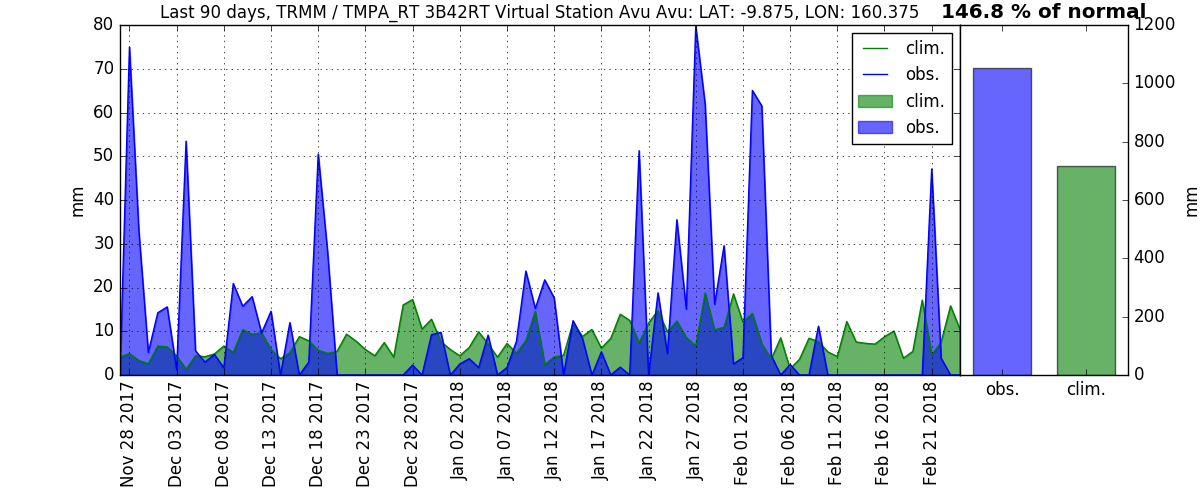 Last 90 days, TRMM / TMPA_RT 3B42RT Virtual Station Avu Avu: LAT: -9.875, LON: 160.375
146.8 % of normal
80
70
60
50
40
30
20
10
0
mm
clim.
obs.
clim.
obs.
1200
1000
800
600
400
200
0
mm
Nov 28 2017
Dec 03 2017
Dec 08 2017
Dec 13 2017
Dec 18 2017
Dec 23 2017
Dec 28 2017
Jan 02 2018
Jan 07 2018
Jan 12 2018
Jan 17 2018
Jan 22 2018
Jan 27 2018
Feb 01 2018
Feb 06 2018
Feb 11 2018
Feb 16 2018
Feb 21 2018
obs.
clim.